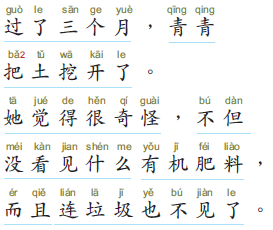 guò le sān ge yuè qīng qing
过了三个月，青青
bǎ2 tǔ wā kāi le
把土挖开了。
tā jué de hěn qí guài bú dàn
她觉得很奇怪，不但
méi kàn jiàn shén me yǒu jī féi liào
没看见什么有机肥料，
ér qiě lián lā jī yě bú jiàn le
而且连垃圾也不见了。